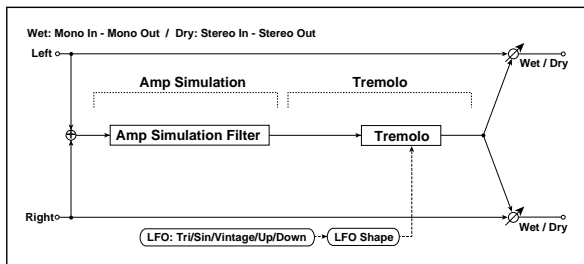 Wet: Mono In - Mono Out / Dry: Stereo In - Stereo Out
Left
Wet / Dry
Amp Simulation
Tremolo
Amp Simulation Filter
Tremolo
Right
Wet / Dry
LFO: Tri/Sin/Vintage/Up/Down
LFO Shape